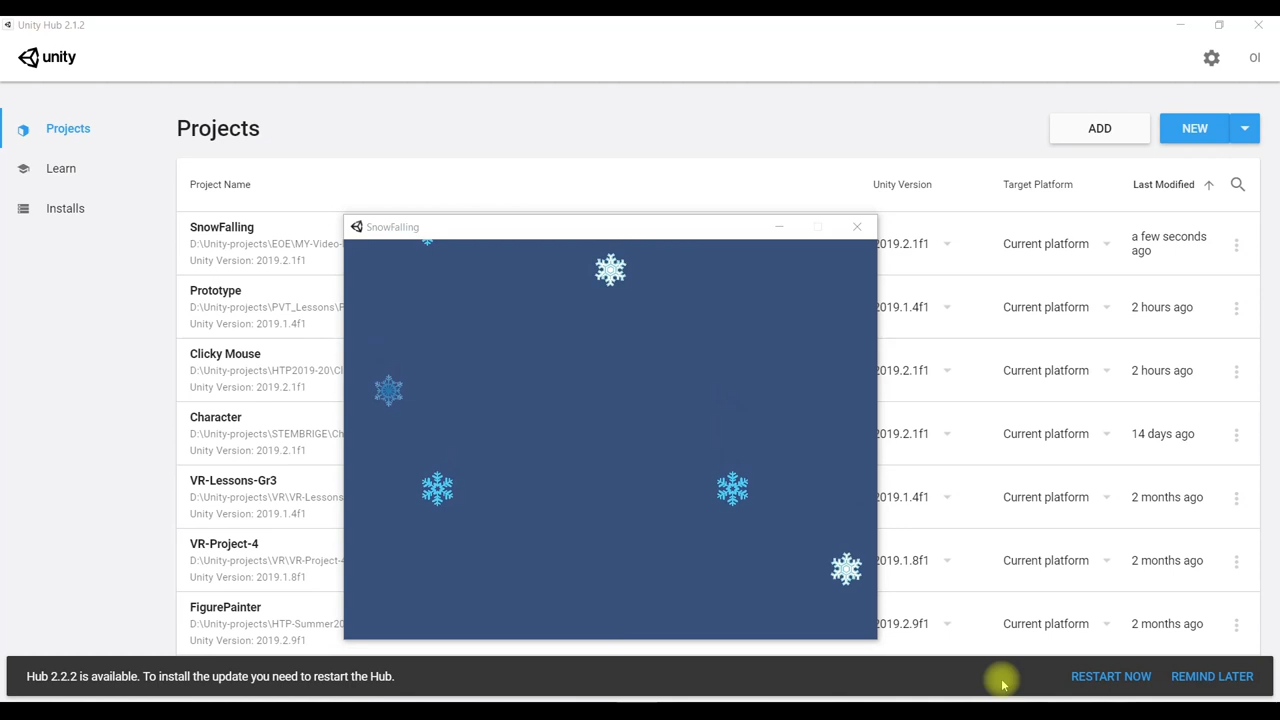 Unity Hub 2.1.2
unity
OI
Projects
Learn
Installs
Projects
ADD
NEW
Project Name
Unity Version
Target Platform
Last Modified
SnowFalling
D:\Unity-projects\EOE\MY-Video-
Unity Version: 2019.2.1f1
2019.2.1f1
Current platform
a few seconds
ago
SnowFalling
Prototype
D:\Unity-projects\PVT_Lessons\
Unity Version: 2019.1.4f1
2019.1.4f1
Current platform
2 hours ago
Clicky Mouse
D:\Unity-projects\HTP2019-20\
Unity Version: 2019.2.1f1
2019.2.1f1
Current platform
2 hours ago
Character
D:\Unity-projects\STEMBRIGE\
Unity Version: 2019.2.1f1
2019.2.1f1
Current platform
14 days ago
VR-Lessons-Gr3
D:\Unity-projects\VR\VR-Lessons
Unity Version: 2019.1.4f1
2019.1.4f1
Current platform
2 months ago
VR-Project-4
D:\Unity-projects\VR\VR-Project-
Unity Version: 2019.1.8f1
2019.1.8f1
Current platform
2 months ago
FigurePainter
D:\Unity-projects\HTP-Summer20
Unity Version: 2019.2.9f1
2019.2.9f1
Current platform
2 months ago
Hub 2.2.2 is available. To install the update you need to restart the Hub.
RESTART NOW
REMIND LATER